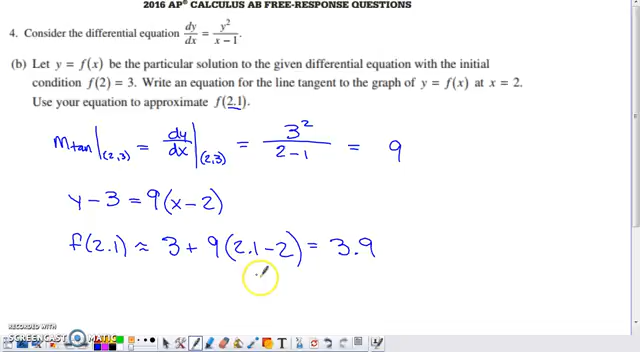 2016 AP® CALCULUS AB FREE-RESPONSE QUESTIONS
4. Consider the differential equation dy/dx = y²/(x − 1).
(b) Let y = f(x) be the particular solution to the given differential equation with the initial
condition f(2) = 3. Write an equation for the line tangent to the graph of y = f(x) at x = 2.
Use your equation to approximate f(2.1).
mtan|(2,3) = dy/dx|(2,3) = 3²/(2−1) = 9
y − 3 = 9(x − 2)
f(2.1) ≈ 3 + 9(2.1 − 2) = 3.9
RECORDED WITH
SCREENCAST-O-MATIC
T